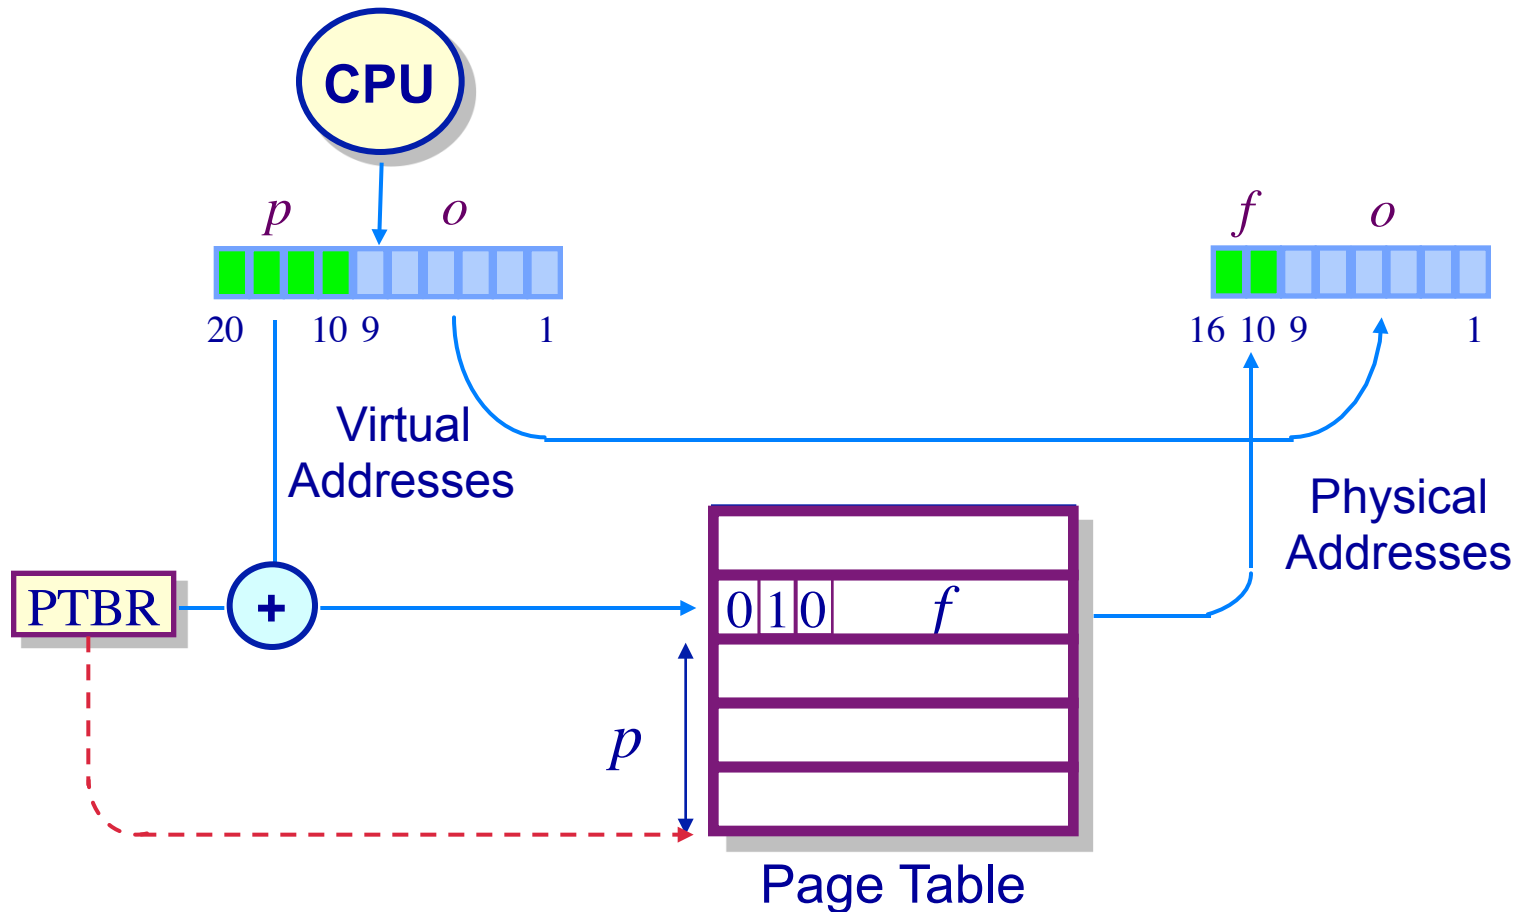 CPU
p o
f o
20 10 9 1
16 10 9 1
Virtual
Addresses
Physical
Addresses
PTBR
+
0 1 0 f
p
Page Table